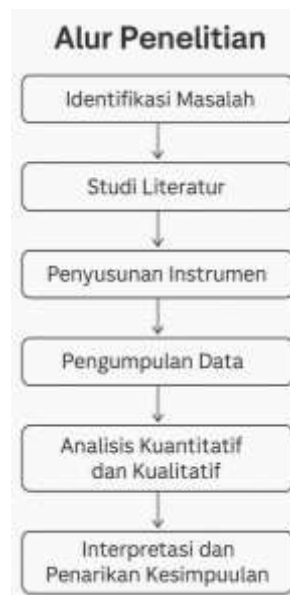 Alur Penelitian
Identifikasi Masalah
Studi Literatur
Penyusunan Instrumen
Pengumpulan Data
Analisis Kuantitatif
dan Kualitatif
Interpretasi dan
Penarikan Kesimpuulan